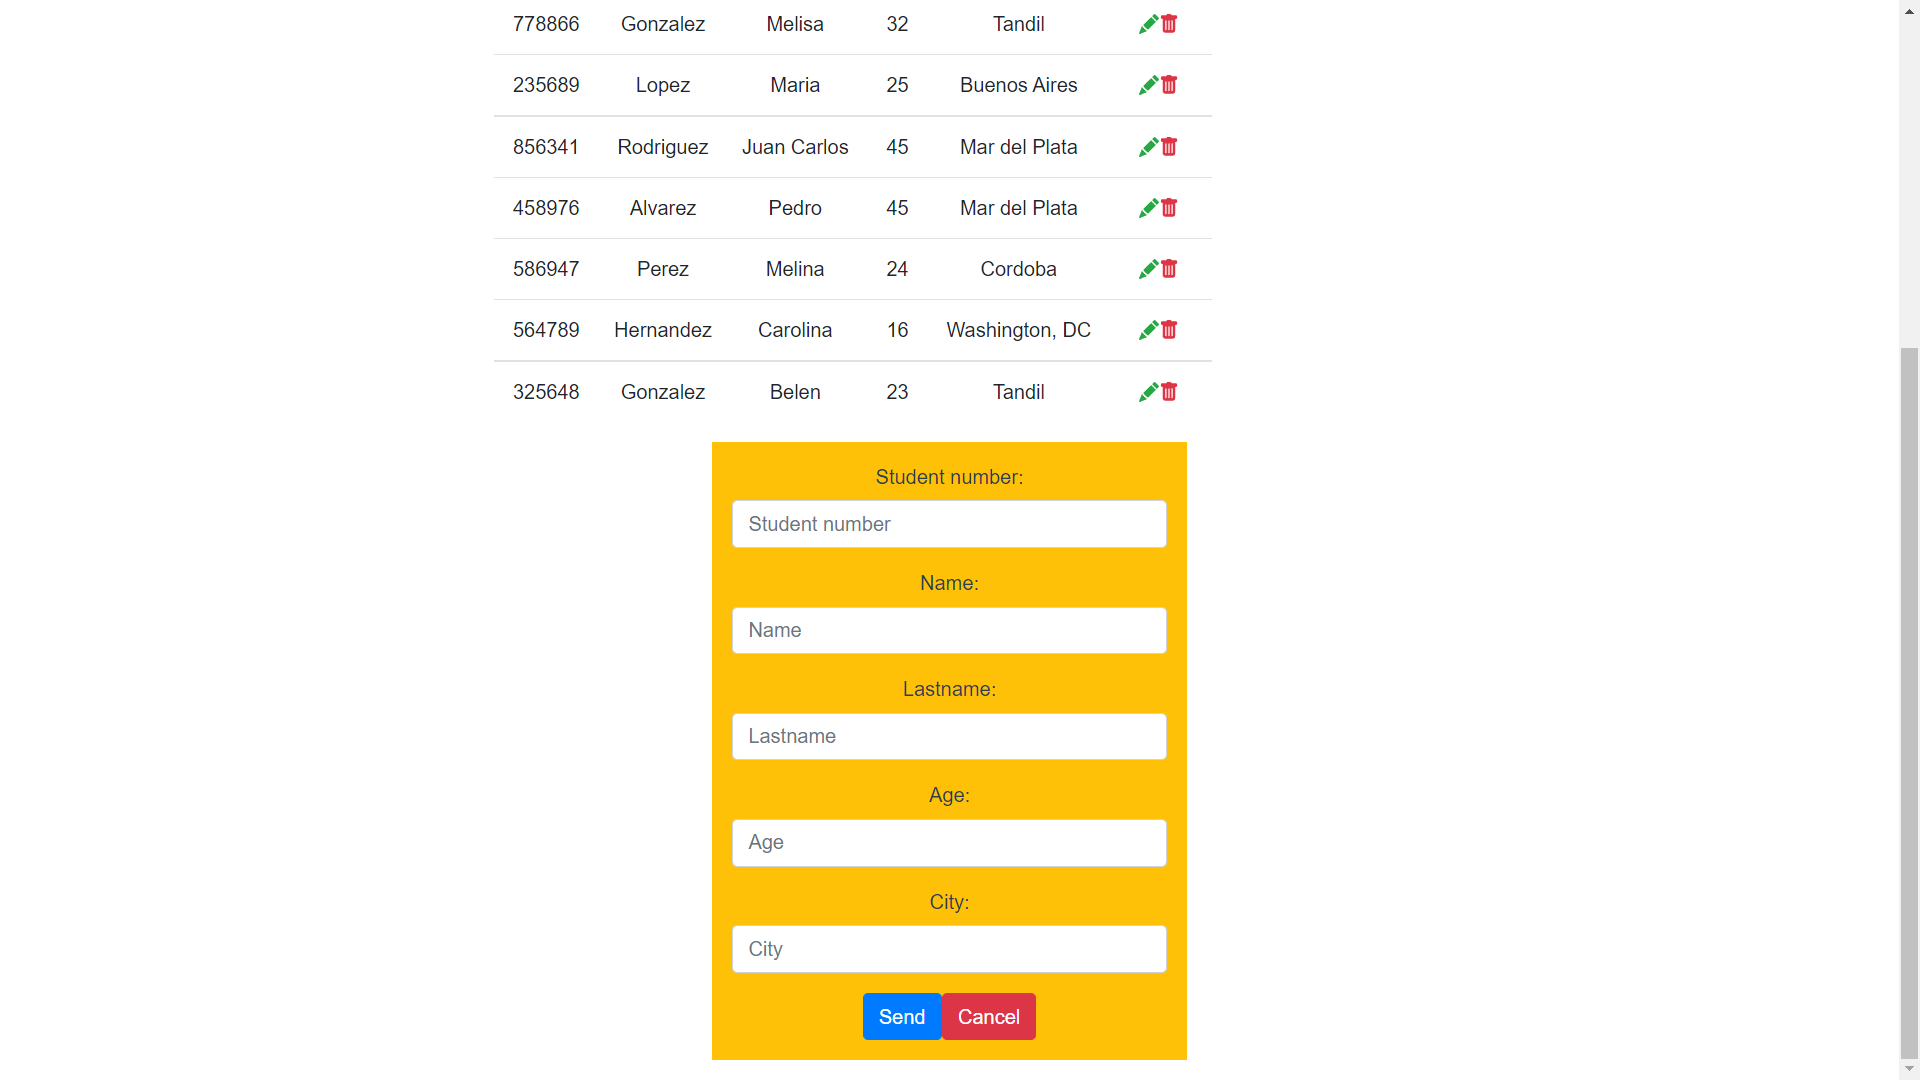 778866 Gonzalez Melisa 32 Tandil
235689 Lopez Maria 25 Buenos Aires
856341 Rodriguez Juan Carlos 45 Mar del Plata
458976 Alvarez Pedro 45 Mar del Plata
586947 Perez Melina 24 Cordoba
564789 Hernandez Carolina 16 Washington, DC
325648 Gonzalez Belen 23 Tandil
Student number:
Student number
Name:
Name
Lastname:
Lastname
Age:
Age
City:
City
Send Cancel